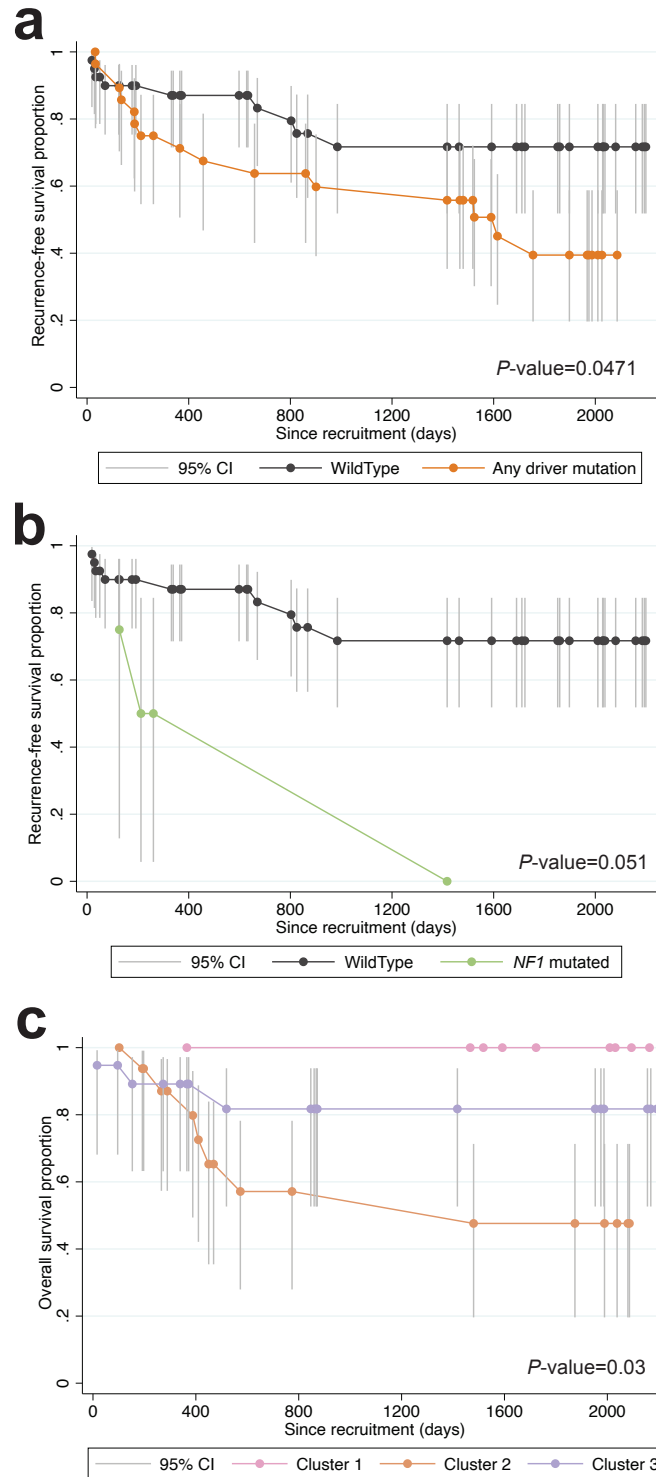 a
Recurrence-free survival proportion
1
.8
.6
.4
.2
0
P-value=0.0471
0 400 800 1200 1600 2000
Since recruitment (days)
95% CI WildType Any driver mutation
b
Recurrence-free survival proportion
1
.8
.6
.4
.2
0
P-value=0.051
0 400 800 1200 1600 2000
Since recruitment (days)
95% CI WildType NF1 mutated
c
Overall survival proportion
1
.8
.6
.4
.2
0
P-value=0.03
0 400 800 1200 1600 2000
Since recruitment (days)
95% CI Cluster 1 Cluster 2 Cluster 3